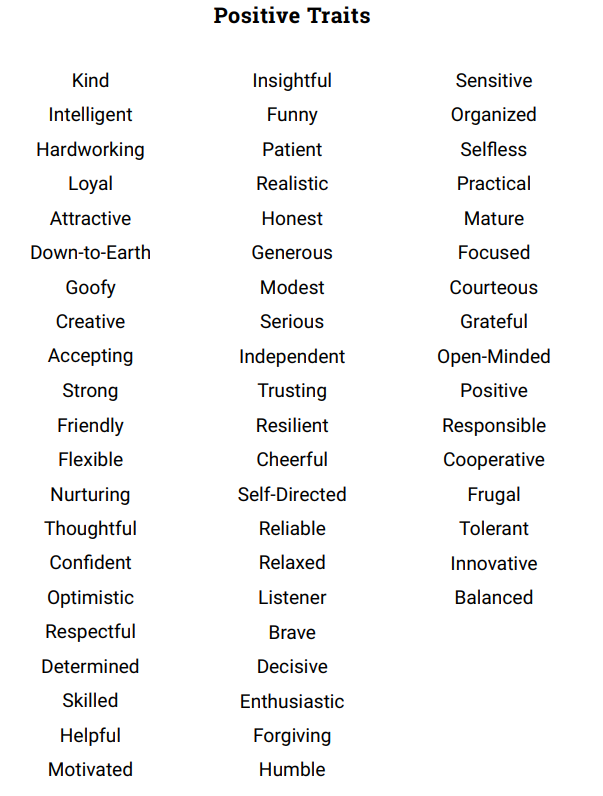 Positive Traits
Kind
Intelligent
Hardworking
Loyal
Attractive
Down-to-Earth
Goofy
Creative
Accepting
Strong
Friendly
Flexible
Nurturing
Thoughtful
Confident
Optimistic
Respectful
Determined
Skilled
Helpful
Motivated
Insightful
Funny
Patient
Realistic
Honest
Generous
Modest
Serious
Independent
Trusting
Resilient
Cheerful
Self-Directed
Reliable
Relaxed
Listener
Brave
Decisive
Enthusiastic
Forgiving
Humble
Sensitive
Organized
Selfless
Practical
Mature
Focused
Courteous
Grateful
Open-Minded
Positive
Responsible
Cooperative
Frugal
Tolerant
Innovative
Balanced